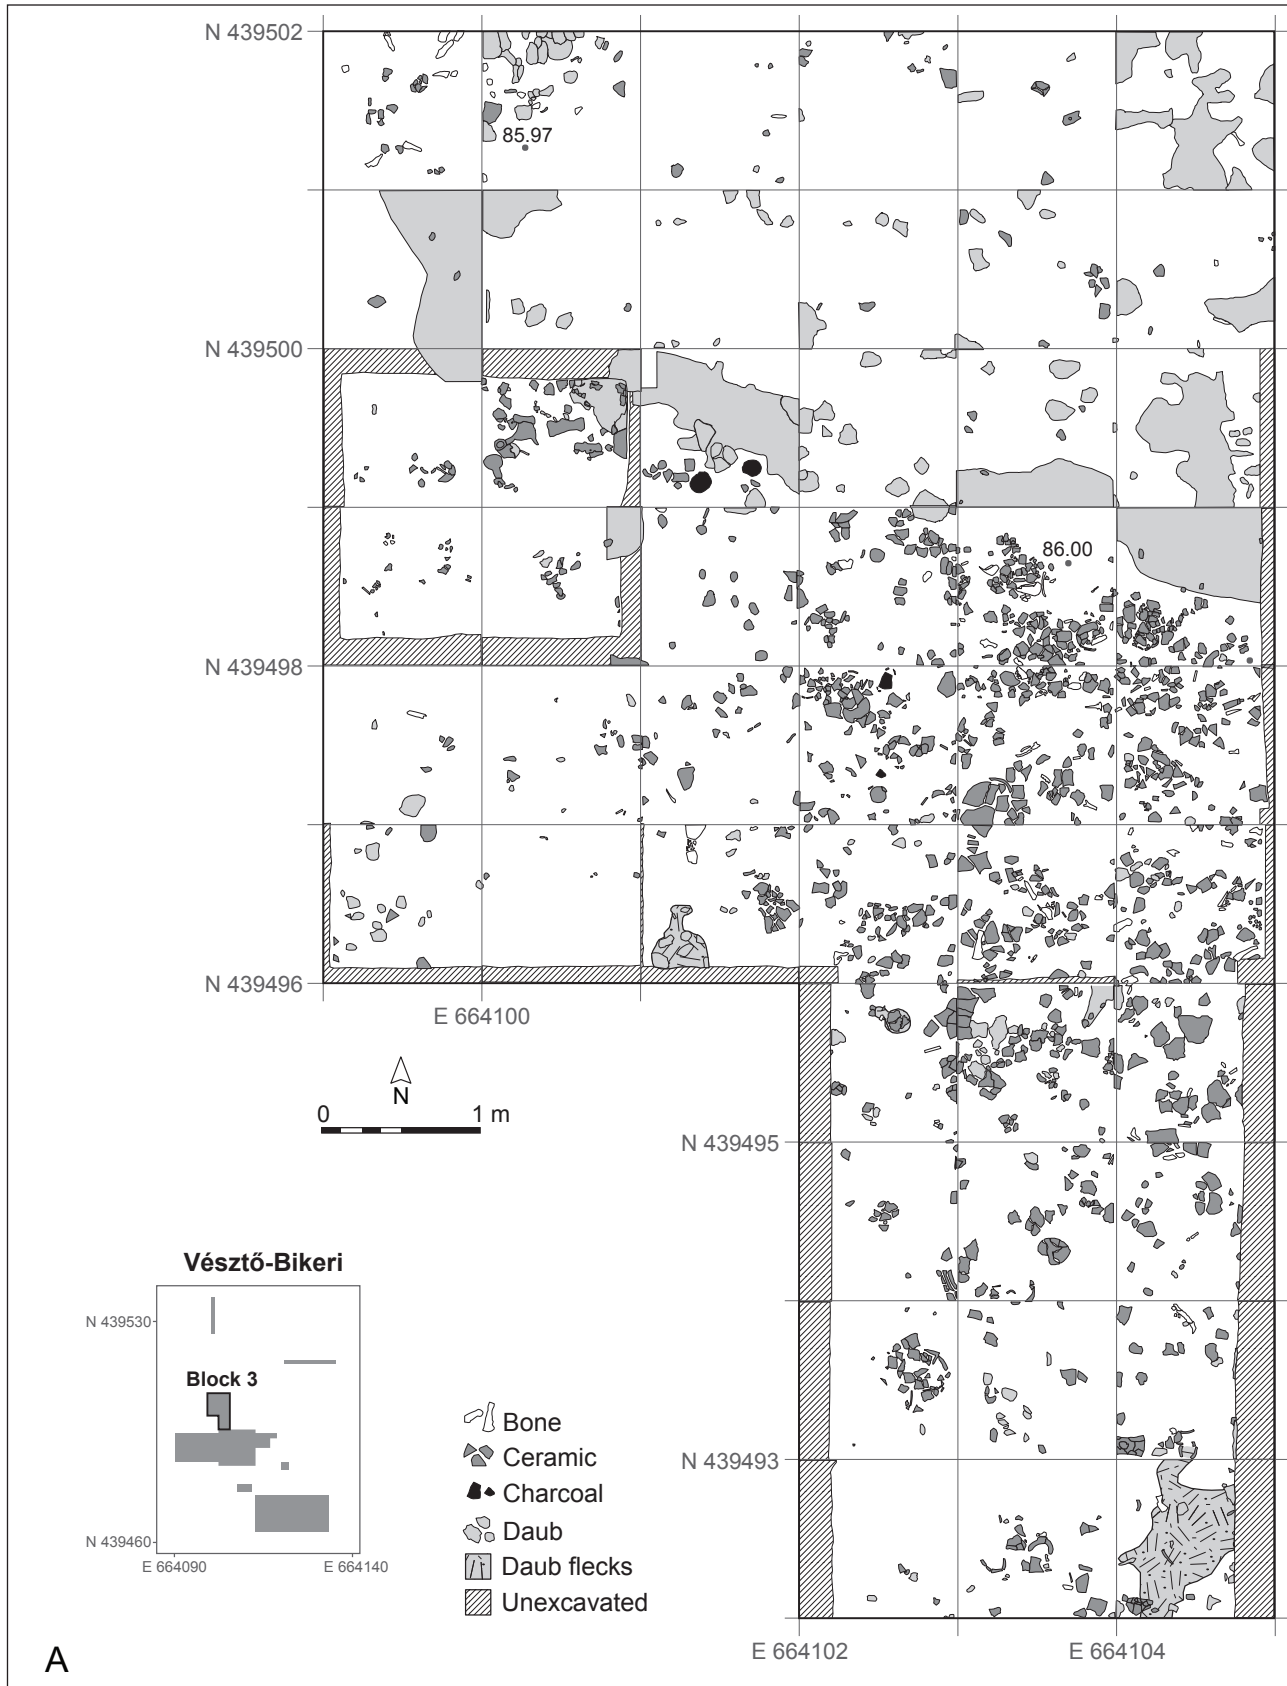 N 439502
85.97
N 439500
86.00
N 439498
N 439496
E 664100
N
0 1 m
N 439495
Vésztő-Bikeri
N 439530
Block 3
N 439460
E 664090 E 664140
Bone
Ceramic
Charcoal
Daub
Daub flecks
Unexcavated
N 439493
E 664102 E 664104
A